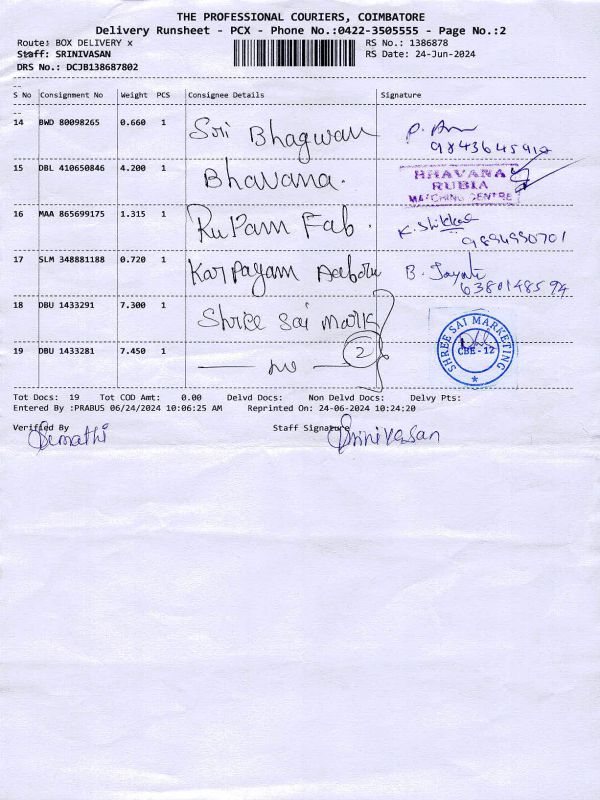 THE PROFESSIONAL COURIERS, COIMBATORE
Delivery Runsheet - PCX - Phone No.:0422-3505555 - Page No.:2
Route: BOX DELIVERY x RS No.: 1386878
Staff: SRINIVASAN RS Date: 24-Jun-2024
DRS No.: DCJB138687802
S No Consignment No Weight PCS Consignee Details Signature
14 BWD 80098265 0.660 1 Sri Bhagwan
15 DBL 410650846 4.200 1 Bhavana. BHAVANA
RUBIA
MATCHING CENTRE
16 MAA 865699175 1.315 1 RuPam Fab.
17 SLM 348881188 0.720 1 Karpagam B. Jayanthi
6380148594
18 DBU 1433291 7.300 1 Shree Sai Mark
SHREE SAI MARKETING
CBE - 12
19 DBU 1433281 7.450 1 2
Tot Docs: 19 Tot COD Amt: 0.00 Delvd Docs: Non Delvd Docs: Delvy Pts:
Entered By :PRABUS 06/24/2024 10:06:25 AM Reprinted On: 24-06-2024 10:24:20
Verified By Staff Signature
Srinivasan